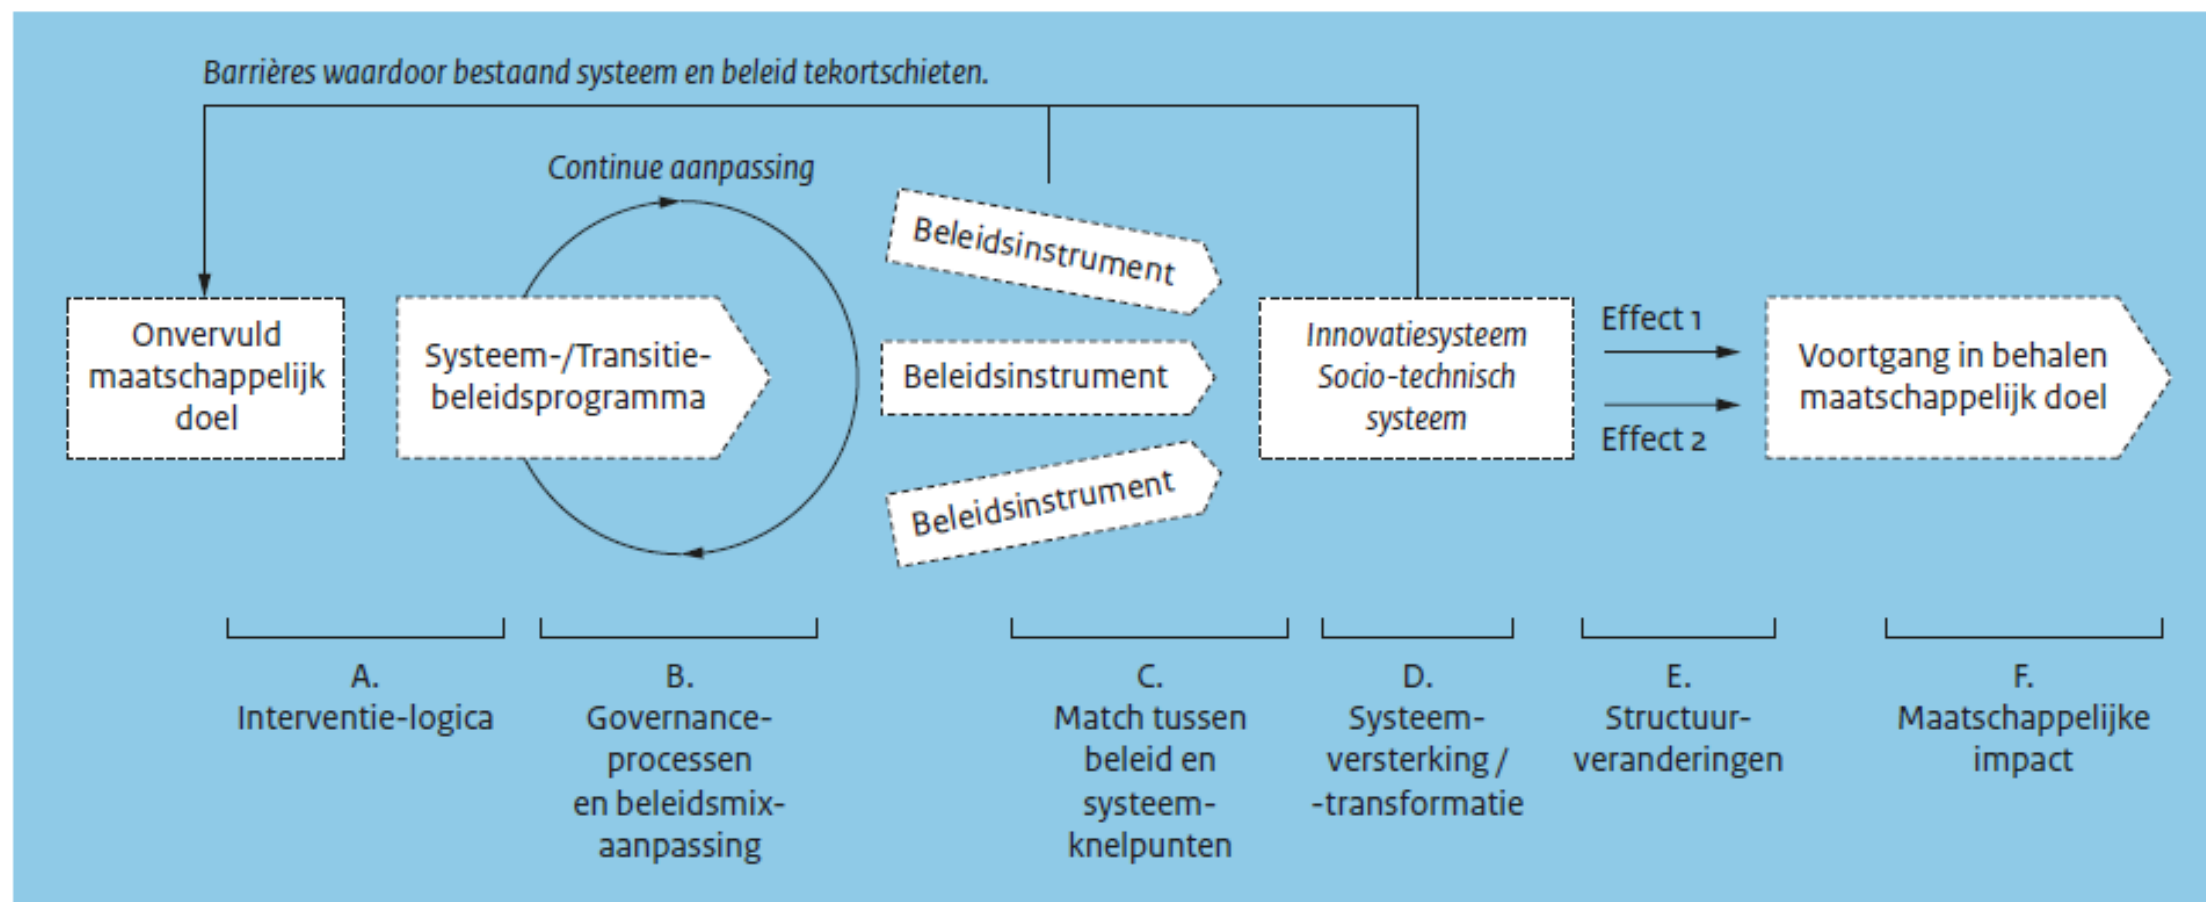 Barrières waardoor bestaand systeem en beleid tekortschieten.
Continue aanpassing
Onvervuld
maatschappelijk
doel
Systeem-/Transitie-
beleidsprogramma
Beleidsinstrument
Beleidsinstrument
Beleidsinstrument
Innovatiesysteem
Socio-technisch
systeem
Effect 1
Effect 2
Voortgang in behalen
maatschappelijk doel
A.
Interventie-logica
B.
Governance-
processen
en beleidsmix-
aanpassing
C.
Match tussen
beleid en
systeem-
knelpunten
D.
Systeem-
versterking /
-transformatie
E.
Structuur-
veranderingen
F.
Maatschappelijke
impact